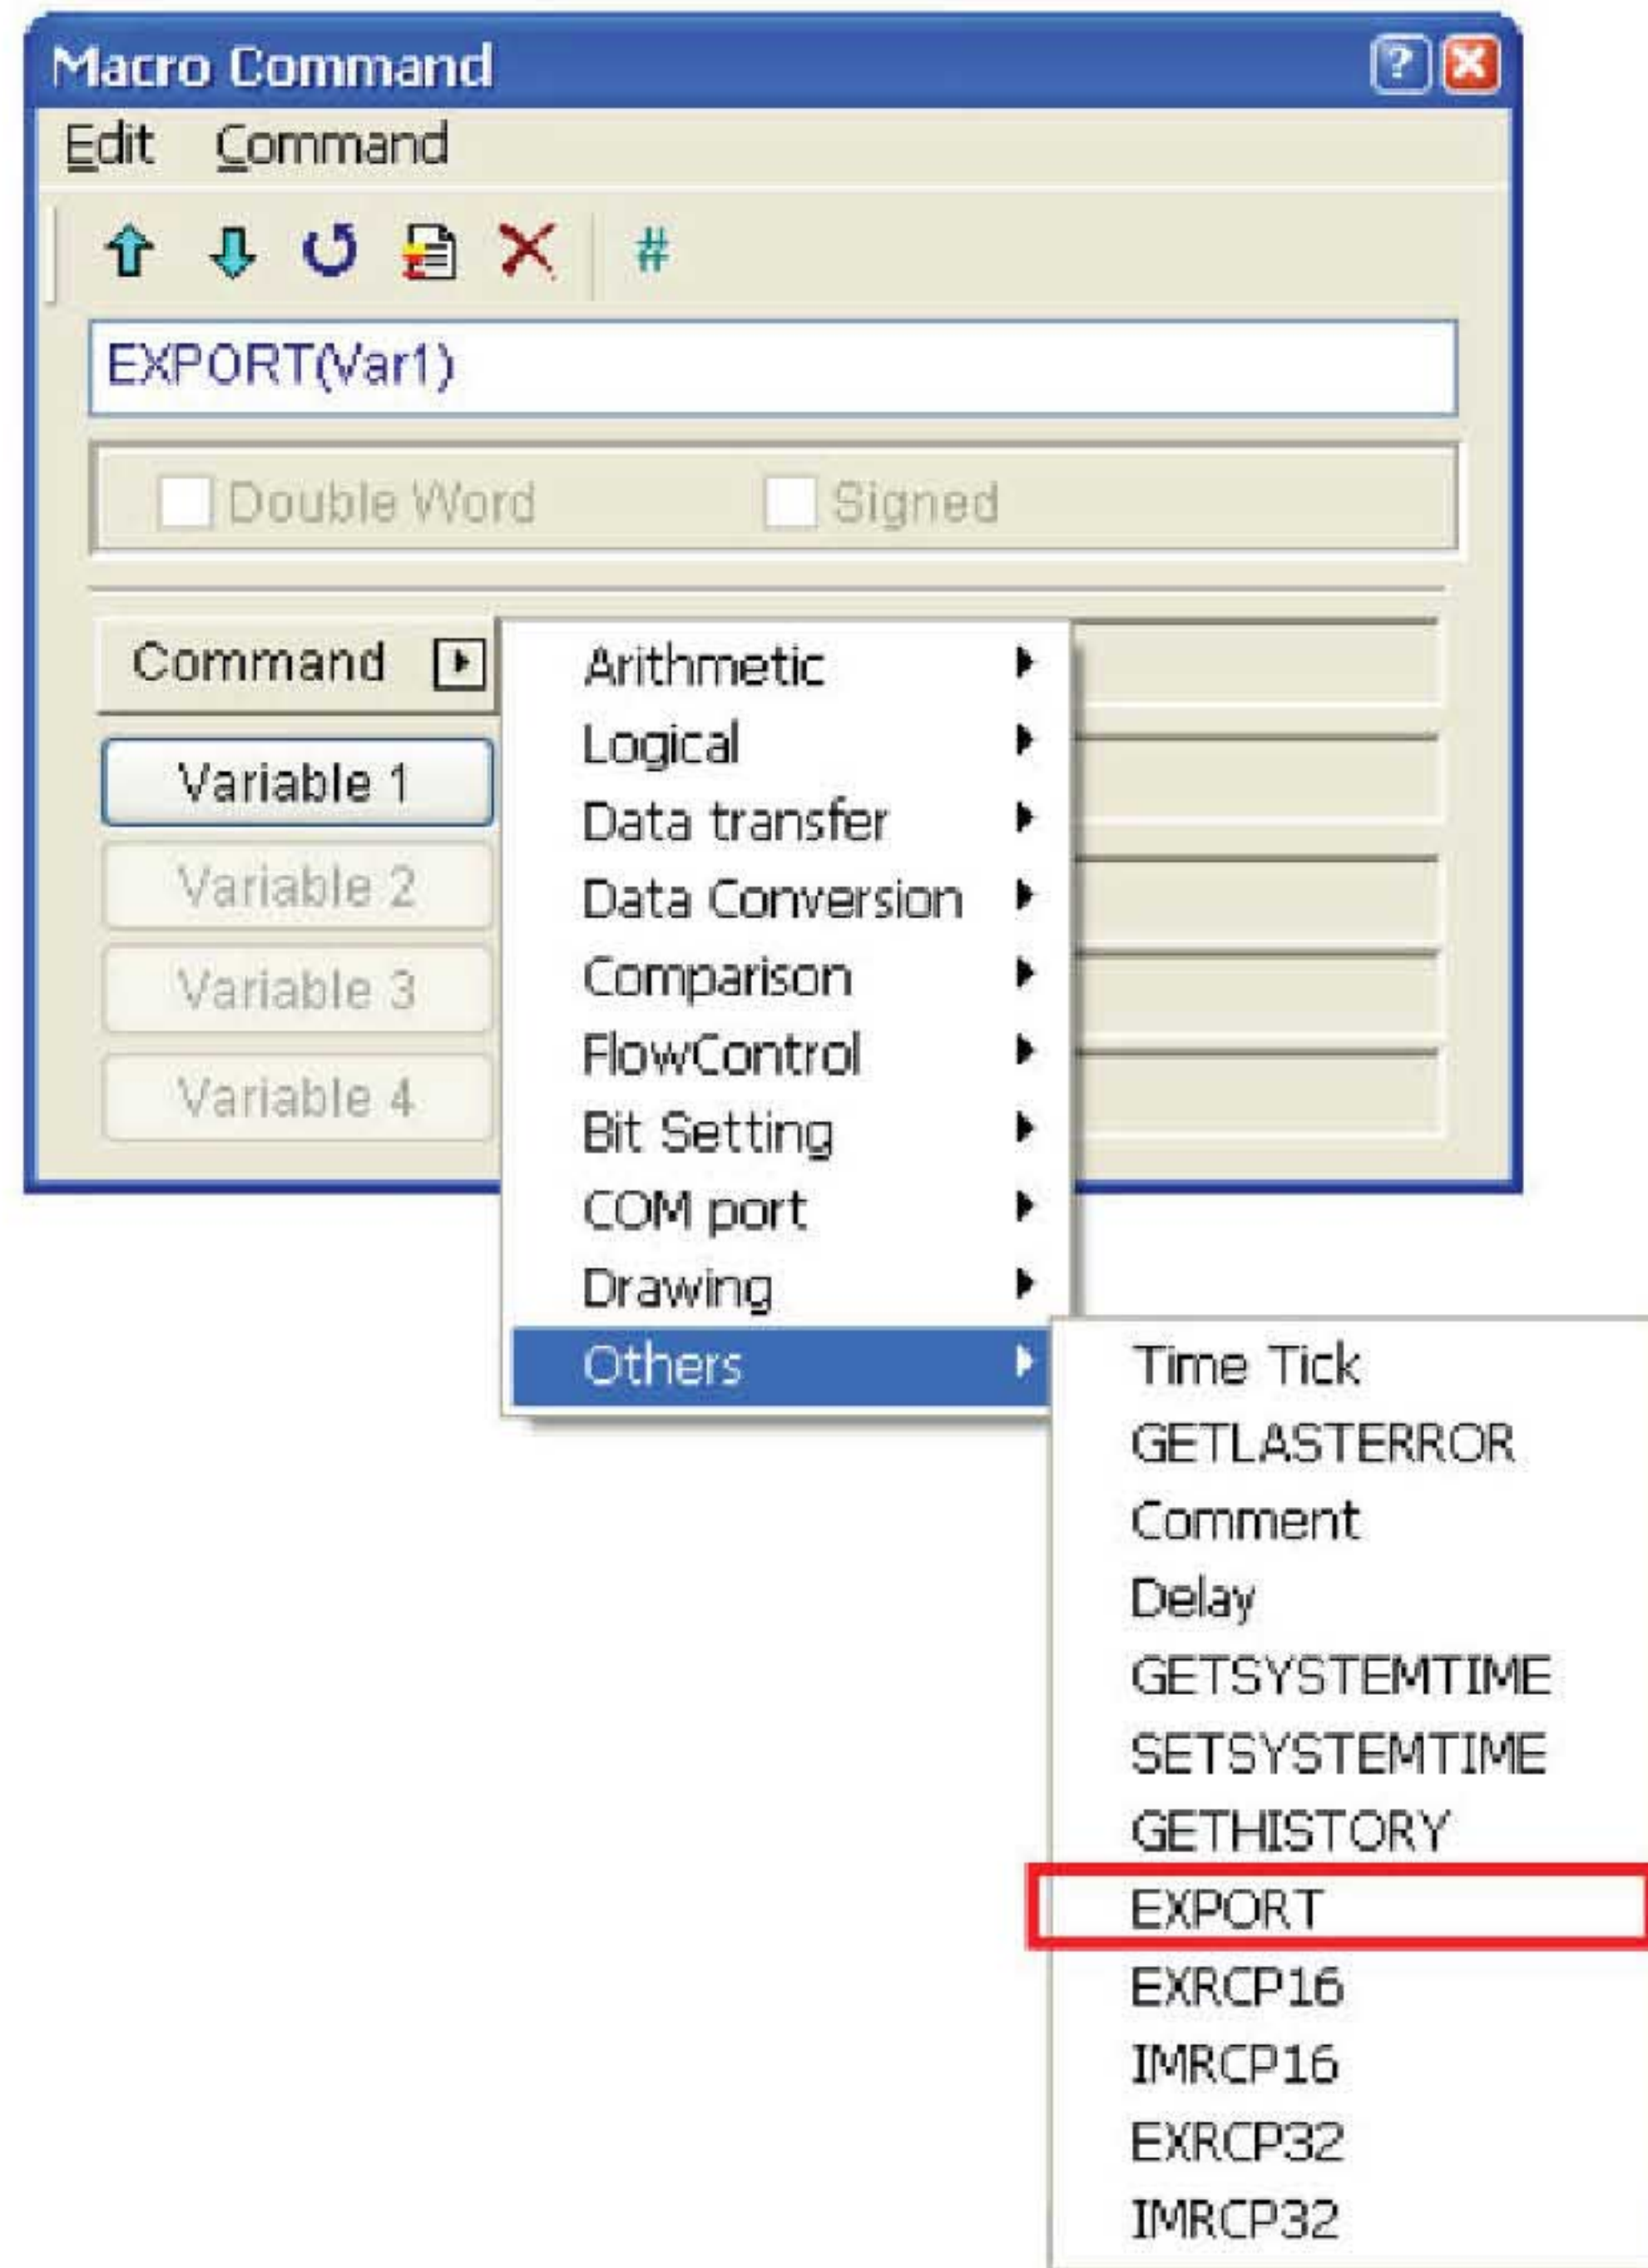 Macro Command
Edit Command
#
EXPORT(Var1)
Double Word Signed
Command
Variable 1
Variable 2
Variable 3
Variable 4
Arithmetic
Logical
Data transfer
Data Conversion
Comparison
FlowControl
Bit Setting
COM port
Drawing
Others
Time Tick
GETLASTERROR
Comment
Delay
GETSYSTEMTIME
SETSYSTEMTIME
GETHISTORY
EXPORT
EXRCP16
IMRCP16
EXRCP32
IMRCP32